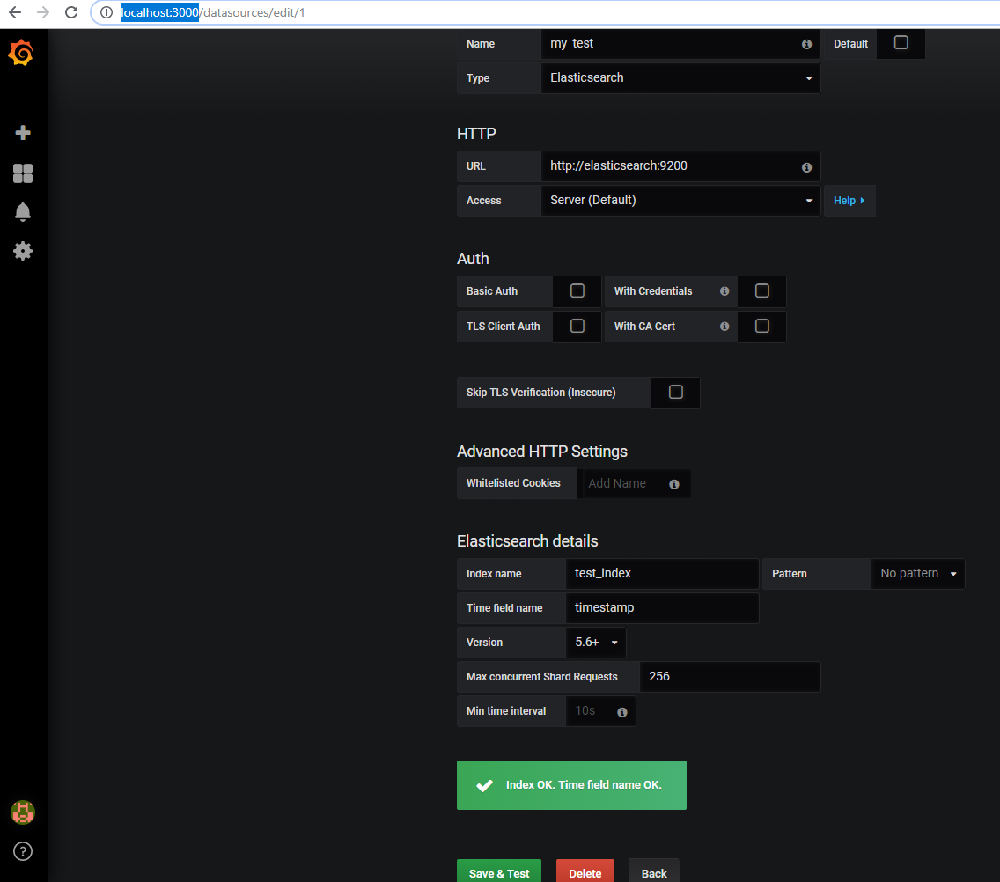 localhost:3000/datasources/edit/1
Name my_test Default
Type Elasticsearch
HTTP
URL http://elasticsearch:9200
Access Server (Default) Help
Auth
Basic Auth With Credentials
TLS Client Auth With CA Cert
Skip TLS Verification (Insecure)
Advanced HTTP Settings
Whitelisted Cookies Add Name
Elasticsearch details
Index name test_index Pattern No pattern
Time field name timestamp
Version 5.6+
Max concurrent Shard Requests 256
Min time interval 10s
Index OK. Time field name OK.
Save & Test Delete Back